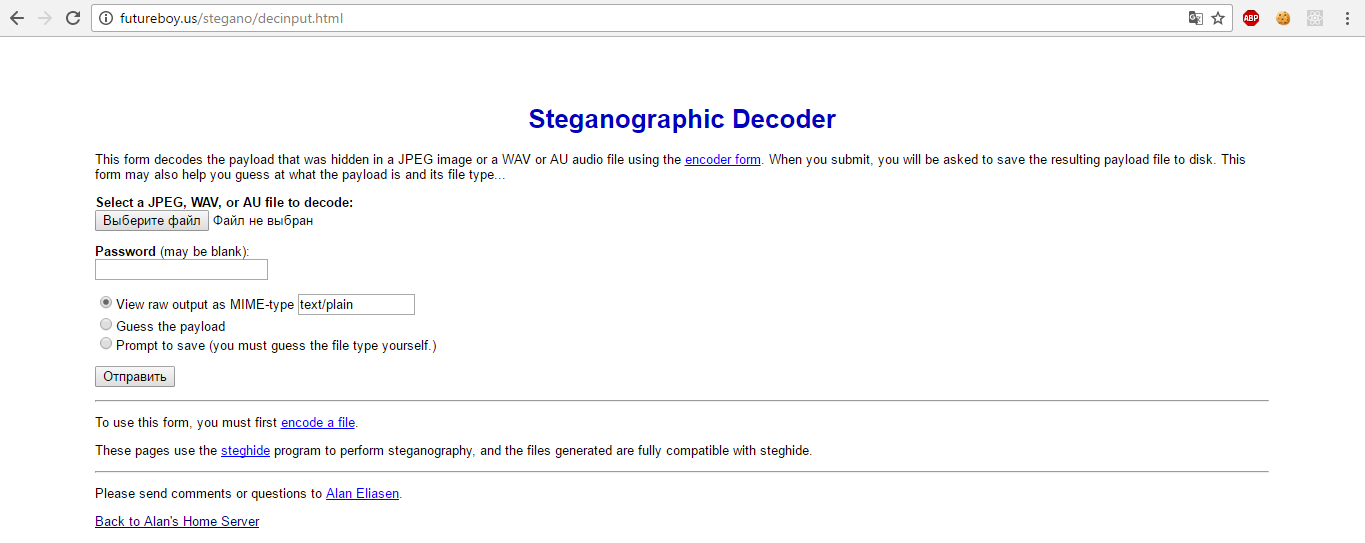 futureboy.us/stegano/decinput.html
ABP
Steganographic Decoder
This form decodes the payload that was hidden in a JPEG image or a WAV or AU audio file using the encoder form. When you submit, you will be asked to save the resulting payload file to disk. This
form may also help you guess at what the payload is and its file type...
Select a JPEG, WAV, or AU file to decode:
Выберите файл Файл не выбран
Password (may be blank):
View raw output as MIME-type text/plain
Guess the payload
Prompt to save (you must guess the file type yourself.)
Отправить
To use this form, you must first encode a file.
These pages use the steghide program to perform steganography, and the files generated are fully compatible with steghide.
Please send comments or questions to Alan Eliasen.
Back to Alan's Home Server